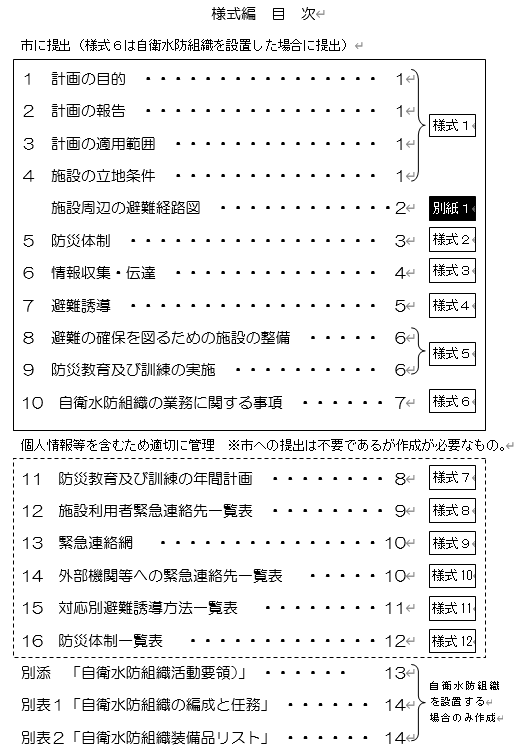 様式編　目　次
市に提出（様式６は自衛水防組織を設置した場合に提出）
１　計画の目的　・・・・・・・・・・・・・・・・　１
２　計画の報告　・・・・・・・・・・・・・・・・　１　様式１
３　計画の適用範囲　・・・・・・・・・・・・・・　１
４　施設の立地条件　・・・・・・・・・・・・・・　１
施設周辺の避難経路図　・・・・・・・・・・・・・２　別紙１
５　防災体制　・・・・・・・・・・・・・・・・・　３　様式２
６　情報収集・伝達　・・・・・・・・・・・・・・　４　様式３
７　避難誘導　・・・・・・・・・・・・・・・・・　５　様式４
８　避難の確保を図るための施設の整備　・・・・・　６　様式５
９　防災教育及び訓練の実施　・・・・・・・・・・　６
１０　自衛水防組織の業務に関する事項　・・・・・・　７　様式６
個人情報等を含むため適切に管理　※市への提出は不要であるが作成が必要なもの。
１１　防災教育及び訓練の年間計画　・・・・・・・・　８　様式７
１２　施設利用者緊急連絡先一覧表　・・・・・・・・　９　様式８
１３　緊急連絡網　・・・・・・・・・・・・・・・　１０　様式９
１４　外部機関等への緊急連絡先一覧表　・・・・・　１０　様式10
１５　対応別避難誘導方法一覧表　・・・・・・・・　１１　様式11
１６　防災体制一覧表　・・・・・・・・・・・・・　１２　様式12
別添　「自衛水防組織活動要領）」　・・・・・・　１３
別表１「自衛水防組織の編成と任務」　・・・・・・　１４
別表２「自衛水防組織装備品リスト」　・・・・・・　１４
自衛水防組織
を設置する
場合のみ作成